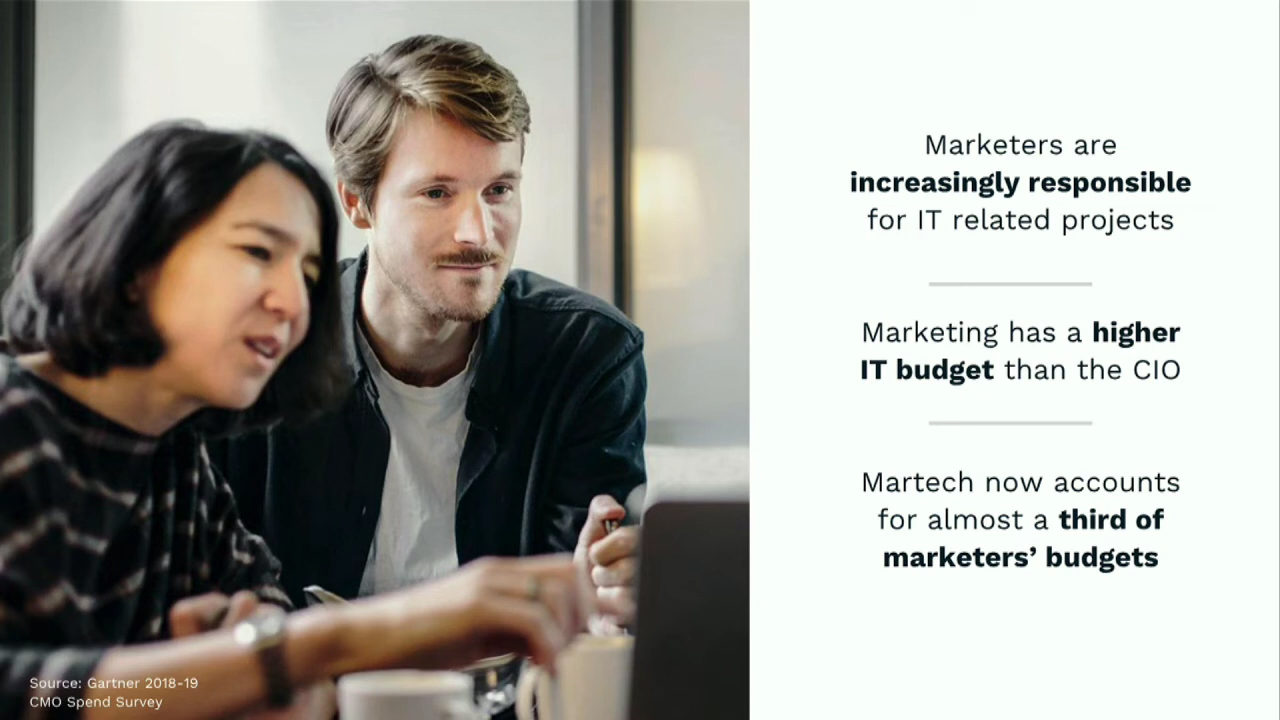 Marketers are
increasingly responsible
for IT related projects
Marketing has a higher
IT budget than the CIO
Martech now accounts
for almost a third of
marketers’ budgets
Source: Gartner 2018-19
CMO Spend Survey